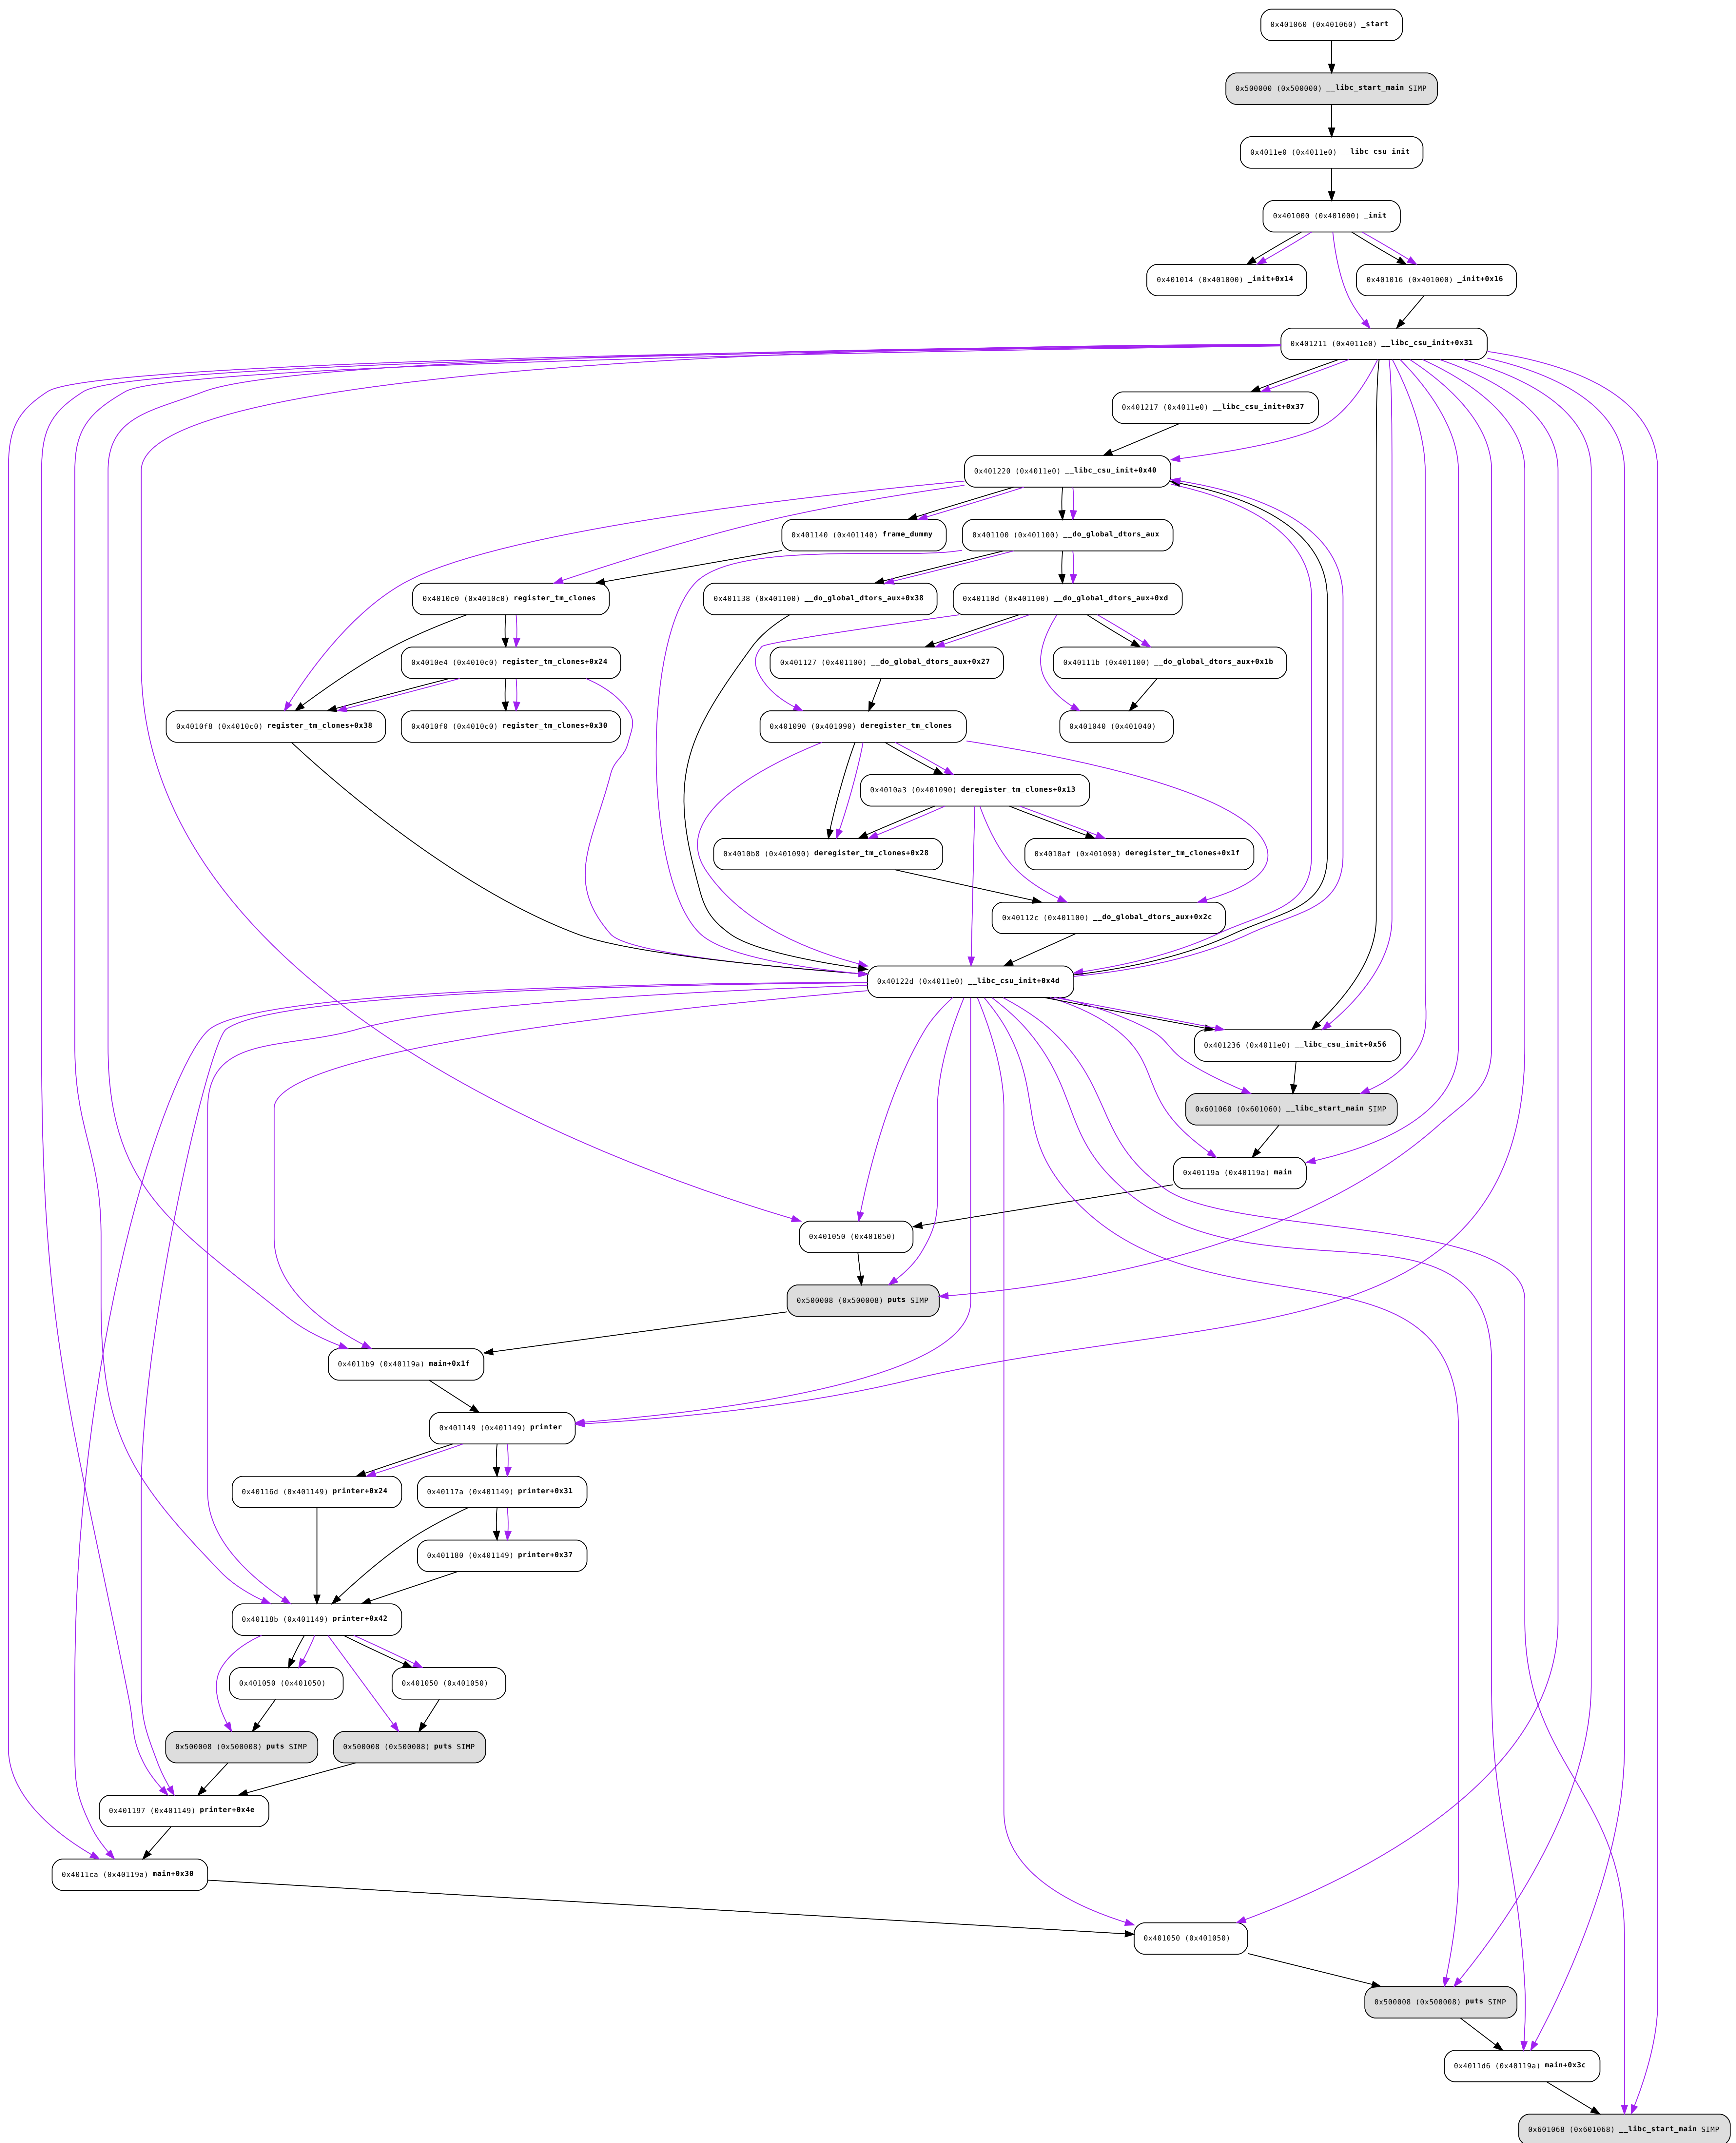 0x401060 (0x401060) _start
0x500000 (0x500000) __libc_start_main SIMP
0x4011e0 (0x4011e0) __libc_csu_init
0x401000 (0x401000) _init
0x401014 (0x401000) _init+0x14
0x401016 (0x401000) _init+0x16
0x401211 (0x4011e0) __libc_csu_init+0x31
0x401217 (0x4011e0) __libc_csu_init+0x37
0x401220 (0x4011e0) __libc_csu_init+0x40
0x401140 (0x401140) frame_dummy
0x401100 (0x401100) __do_global_dtors_aux
0x4010c0 (0x4010c0) register_tm_clones
0x401138 (0x401100) __do_global_dtors_aux+0x38
0x40110d (0x401100) __do_global_dtors_aux+0xd
0x4010e4 (0x4010c0) register_tm_clones+0x24
0x401127 (0x401100) __do_global_dtors_aux+0x27
0x40111b (0x401100) __do_global_dtors_aux+0x1b
0x4010f8 (0x4010c0) register_tm_clones+0x38
0x4010f0 (0x4010c0) register_tm_clones+0x30
0x401090 (0x401090) deregister_tm_clones
0x401040 (0x401040)
0x4010a3 (0x401090) deregister_tm_clones+0x13
0x4010b8 (0x401090) deregister_tm_clones+0x28
0x4010af (0x401090) deregister_tm_clones+0x1f
0x40112c (0x401100) __do_global_dtors_aux+0x2c
0x40122d (0x4011e0) __libc_csu_init+0x4d
0x401236 (0x4011e0) __libc_csu_init+0x56
0x601060 (0x601060) __libc_start_main SIMP
0x40119a (0x40119a) main
0x401050 (0x401050)
0x500008 (0x500008) puts SIMP
0x4011b9 (0x40119a) main+0x1f
0x401149 (0x401149) printer
0x40116d (0x401149) printer+0x24
0x40117a (0x401149) printer+0x31
0x401180 (0x401149) printer+0x37
0x40118b (0x401149) printer+0x42
0x401050 (0x401050)
0x401050 (0x401050)
0x500008 (0x500008) puts SIMP
0x500008 (0x500008) puts SIMP
0x401197 (0x401149) printer+0x4e
0x4011ca (0x40119a) main+0x30
0x401050 (0x401050)
0x500008 (0x500008) puts SIMP
0x4011d6 (0x40119a) main+0x3c
0x601068 (0x601068) __libc_start_main SIMP